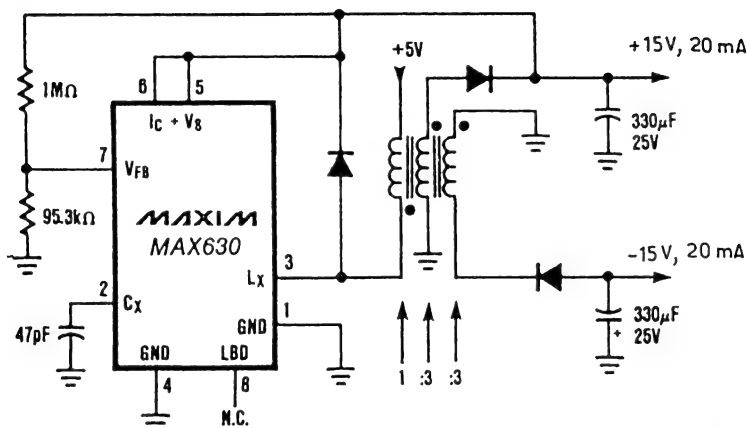 +5V
+15V, 20 mA
1MΩ
6
5
IC + VS
330µF
25V
7
VFB
95.3kΩ
MAXIM
MAX630
3
LX
-15V, 20 mA
2
CX
1
GND
330µF
+
25V
47pF
GND
LBD
4
8
N.C.
1
:3
:3